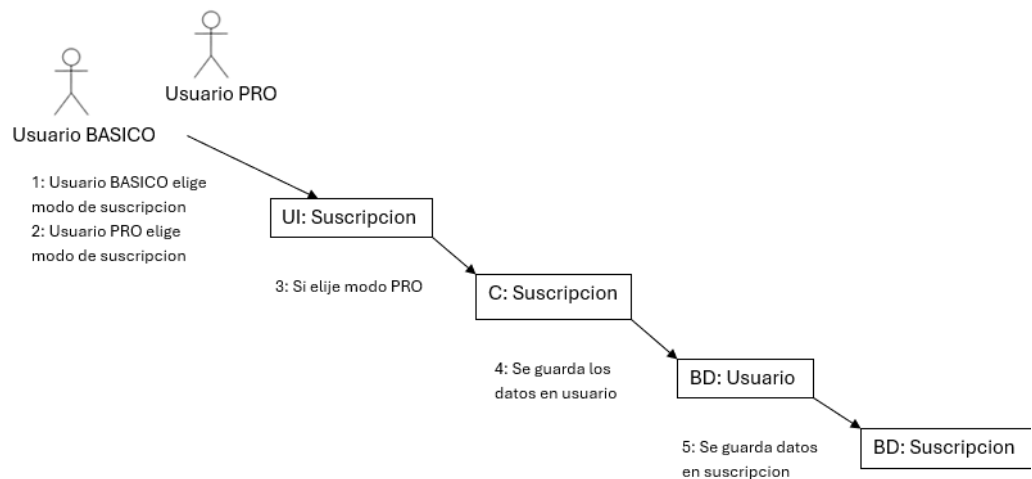 Usuario PRO
Usuario BASICO
1: Usuario BASICO elige
modo de suscripcion
2: Usuario PRO elige
modo de suscripcion
UI: Suscripcion
3: Si elije modo PRO
C: Suscripcion
4: Se guarda los
datos en usuario
BD: Usuario
5: Se guarda datos
en suscripcion
BD: Suscripcion